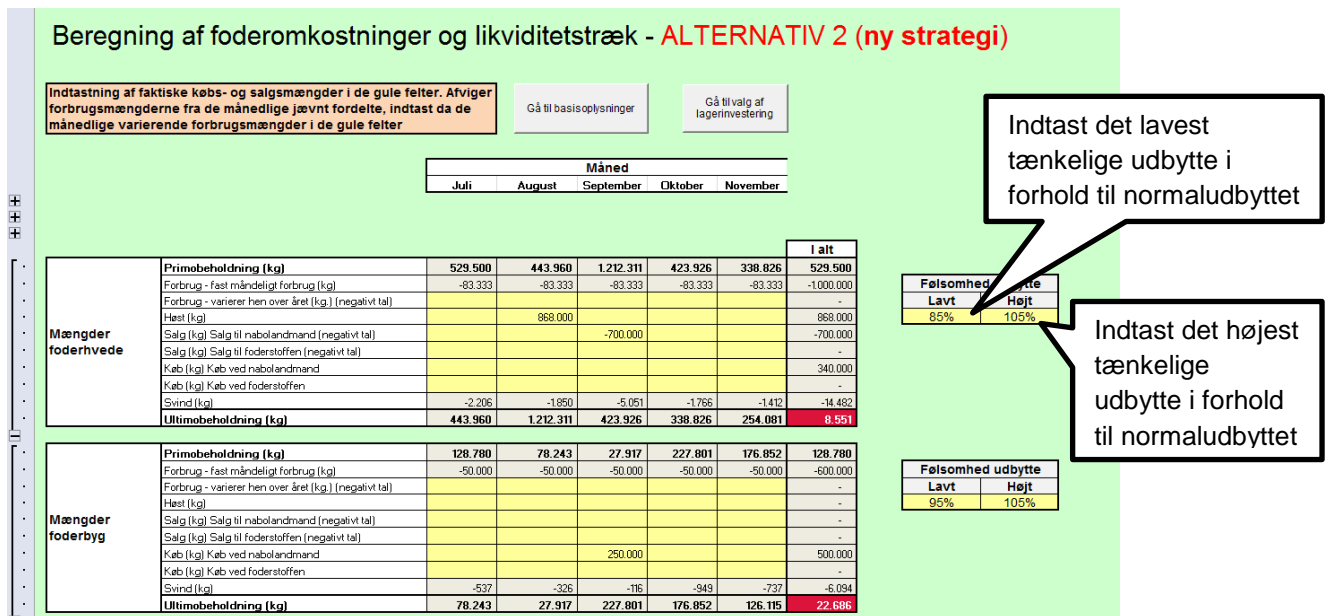 Beregning af foderomkostninger og likviditetstræk - ALTERNATIV 2 (ny strategi)
Indtastning af faktiske købs- og salgsmængder i de gule felter. Afviger
forbrugsmængderne fra de månedlige jævnt fordelte, indtast da de
månedlige varierende forbrugsmængder i de gule felter
Gå til basisoplysninger
Gå til valg af
lagerinvestering
Indtast det lavest
tænkelige udbytte i
forhold til normaludbyttet
Måned
Juli August September Oktober November
I alt
Primobeholdning (kg) 529.500 443.960 1.212.311 423.926 338.826 529.500
Forbrug - fast måndeligt forbrug (kg) -83.333 -83.333 -83.333 -83.333 -83.333 -1.000.000
Forbrug - varierer hen over året (kg.) (negativt tal) -
Høst (kg) 868.000 868.000
Mængder
foderhvede
Salg (kg) Salg til nabolandmand (negativt tal) -700.000 -700.000
Salg (kg) Salg til foderstoffen (negativt tal) -
Køb (kg) Køb ved nabolandmand 340.000
Køb (kg) Køb ved foderstoffen -
Svind (kg) -2.206 -1.850 -5.051 -1.766 -1.412 -14.482
Ultimobeholdning (kg) 443.960 1.212.311 423.926 338.826 254.081 8.551
Følsomhed ytte
Lavt Højt
85% 105%
Indtast det højest
tænkelige
udbytte i forhold
til normaludbyttet
Primobeholdning (kg) 128.780 78.243 27.917 227.801 176.852 128.780
Forbrug - fast måndeligt forbrug (kg) -50.000 -50.000 -50.000 -50.000 -50.000 -600.000
Forbrug - varierer hen over året (kg.) (negativt tal) -
Høst (kg) -
Mængder
foderbyg
Salg (kg) Salg til nabolandmand (negativt tal) -
Salg (kg) Salg til foderstoffen (negativt tal) -
Køb (kg) Køb ved nabolandmand 250.000 500.000
Køb (kg) Køb ved foderstoffen -
Svind (kg) -537 -326 -116 -949 -737 -6.094
Ultimobeholdning (kg) 78.243 27.917 227.801 176.852 126.115 22.686
Følsomhed udbytte
Lavt Højt
95% 105%